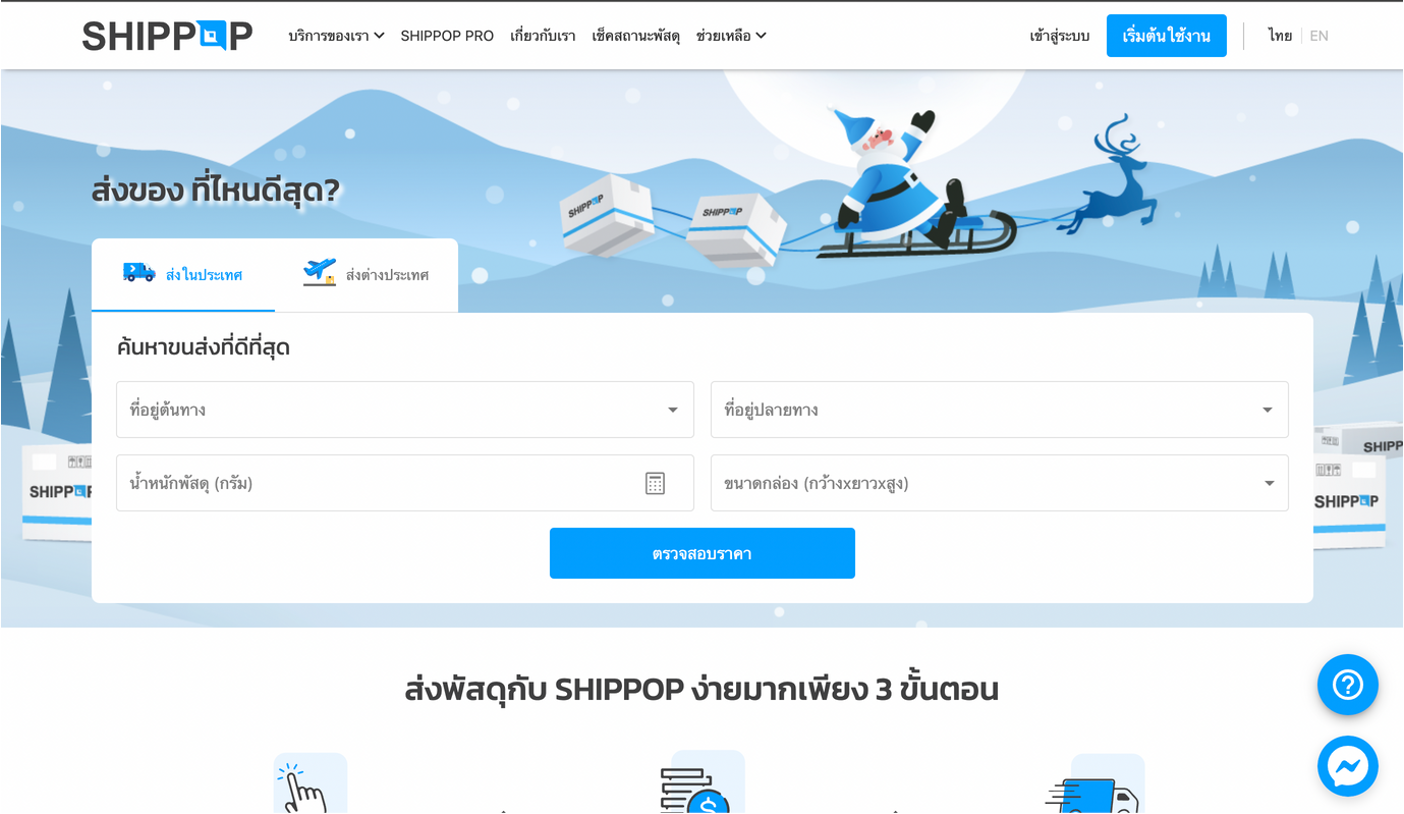 SHIPPOP
บริการของเรา
SHIPPOP PRO
เกี่ยวกับเรา
เช็คสถานะพัสดุ
ช่วยเหลือ
เข้าสู่ระบบ
เริ่มต้นใช้งาน
ไทย
EN
ส่งของ ที่ไหนดีสุด?
SHIPPOP
SHIPPOP
ส่งในประเทศ
ส่งต่างประเทศ
ค้นหาขนส่งที่ดีที่สุด
ที่อยู่ต้นทาง
ที่อยู่ปลายทาง
น้ำหนักพัสดุ (กรัม)
ขนาดกล่อง (กว้างxยาวxสูง)
SHIPPOP
SHIPP
SHIPPOP
ตรวจสอบราคา
ส่งพัสดุกับ SHIPPOP ง่ายมากเพียง 3 ขั้นตอน